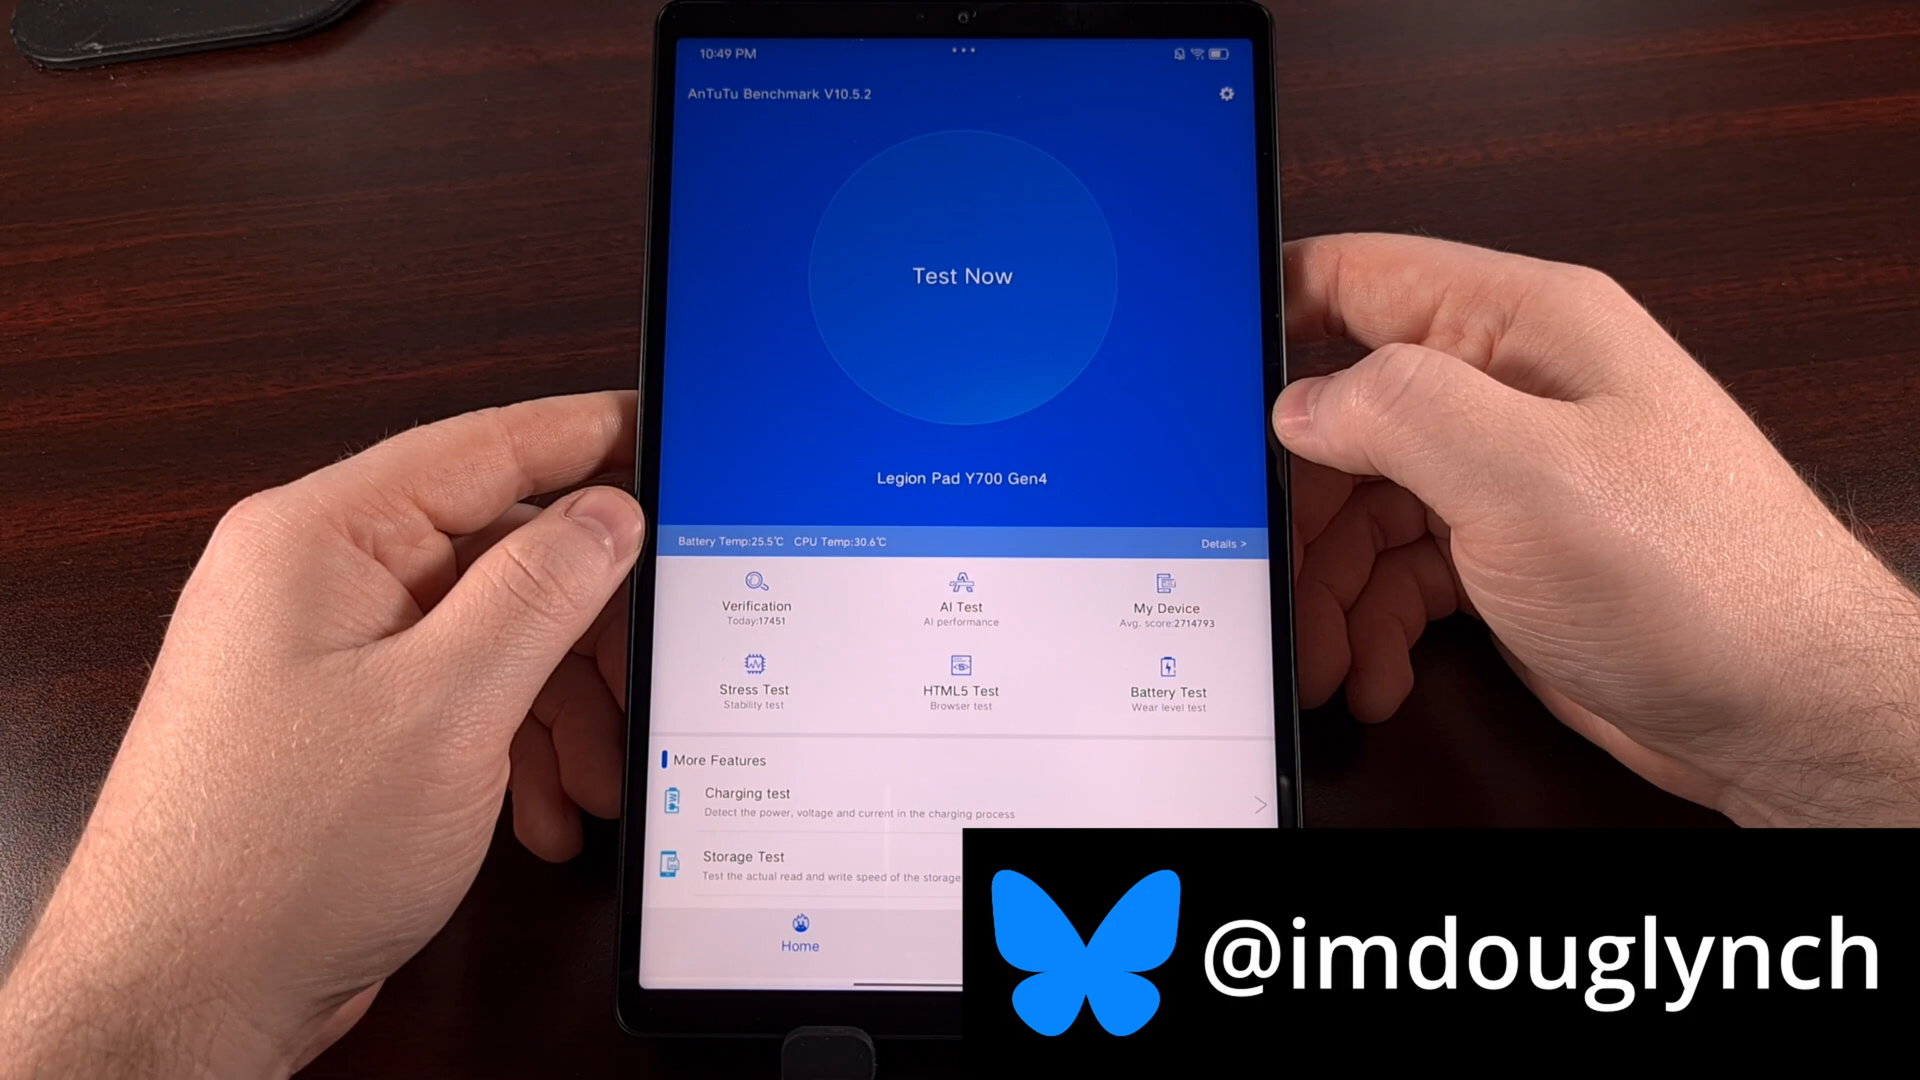 10:49 PM
AnTuTu Benchmark V10.5.2
Test Now
Legion Pad Y700 Gen4
Battery Temp:25.5℃ CPU Temp:30.6℃ Details >
Verification AI Test My Device
Today:17451 AI performance Avg. score:2714793
Stress Test HTML5 Test Battery Test
Stability test Browser test Wear level test
More Features
Charging test
Detect the power, voltage and current in the charging process
Storage Test
Test the actual read and write speed of the storage
Home
@imdouglynch